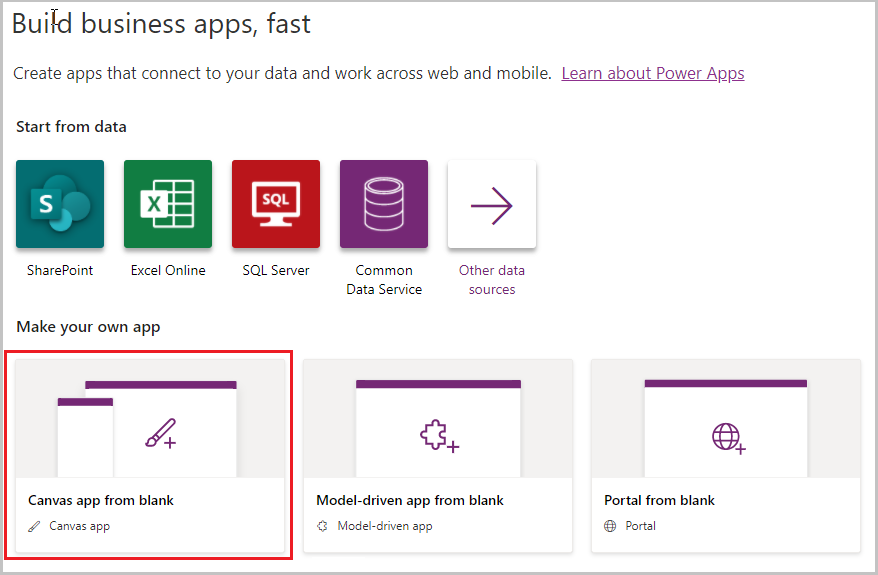 Build business apps, fast
Create apps that connect to your data and work across web and mobile. Learn about Power Apps
Start from data
S
X
SQL
SharePoint
Excel Online
SQL Server
Common
Data Service
Other data
sources
Make your own app
Canvas app from blank
Canvas app
Model-driven app from blank
Model-driven app
Portal from blank
Portal